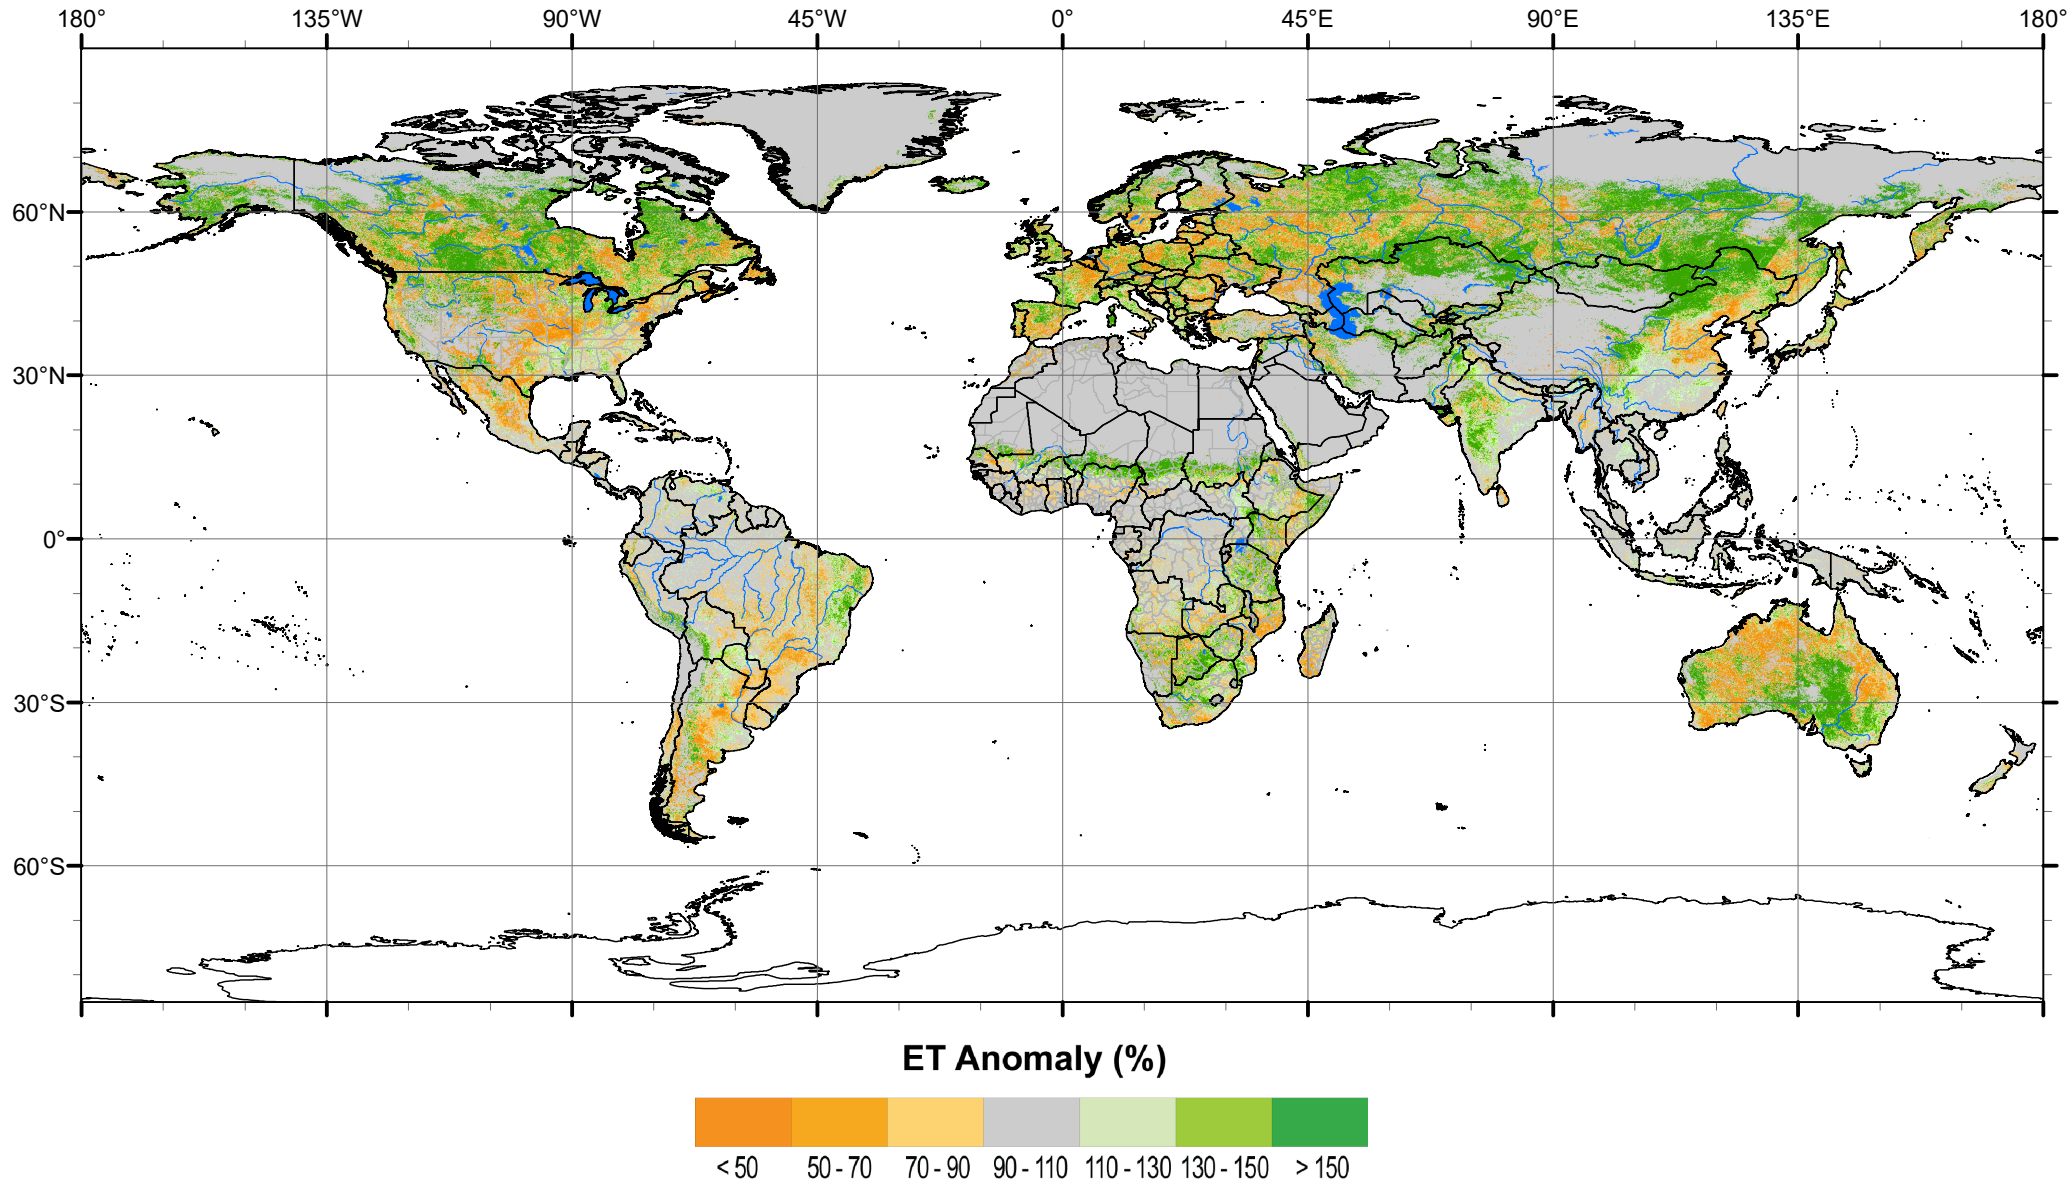 180° 135°W 90°W 45°W 0° 45°E 90°E 135°E 180°
60°N
30°N
0°
30°S
60°S
ET Anomaly (%)
< 50 50 - 70 70 - 90 90 - 110 110 - 130 130 - 150 > 150